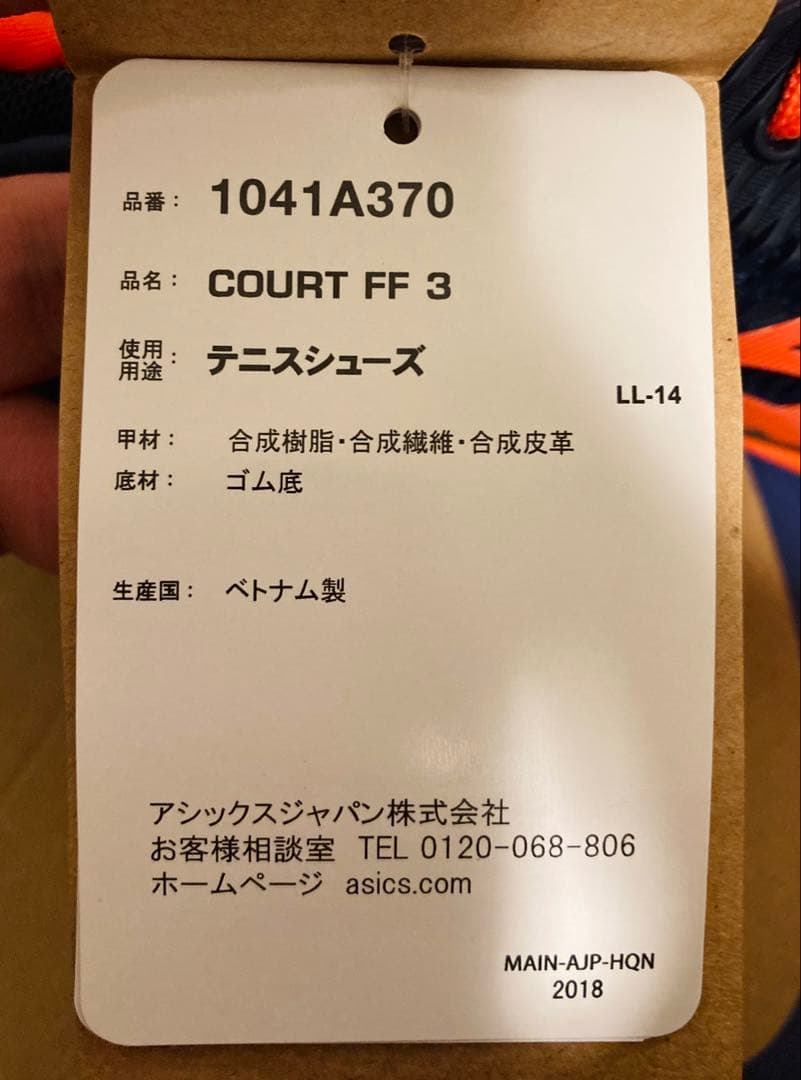 品番： 1041A370
品名： COURT FF 3
使用用途： テニスシューズ
LL-14
甲材： 合成樹脂・合成繊維・合成皮革
底材： ゴム底
生産国： ベトナム製
アシックスジャパン株式会社
お客様相談室 TEL 0120-068-806
ホームページ asics.com
MAIN-AJP-HQN
2018